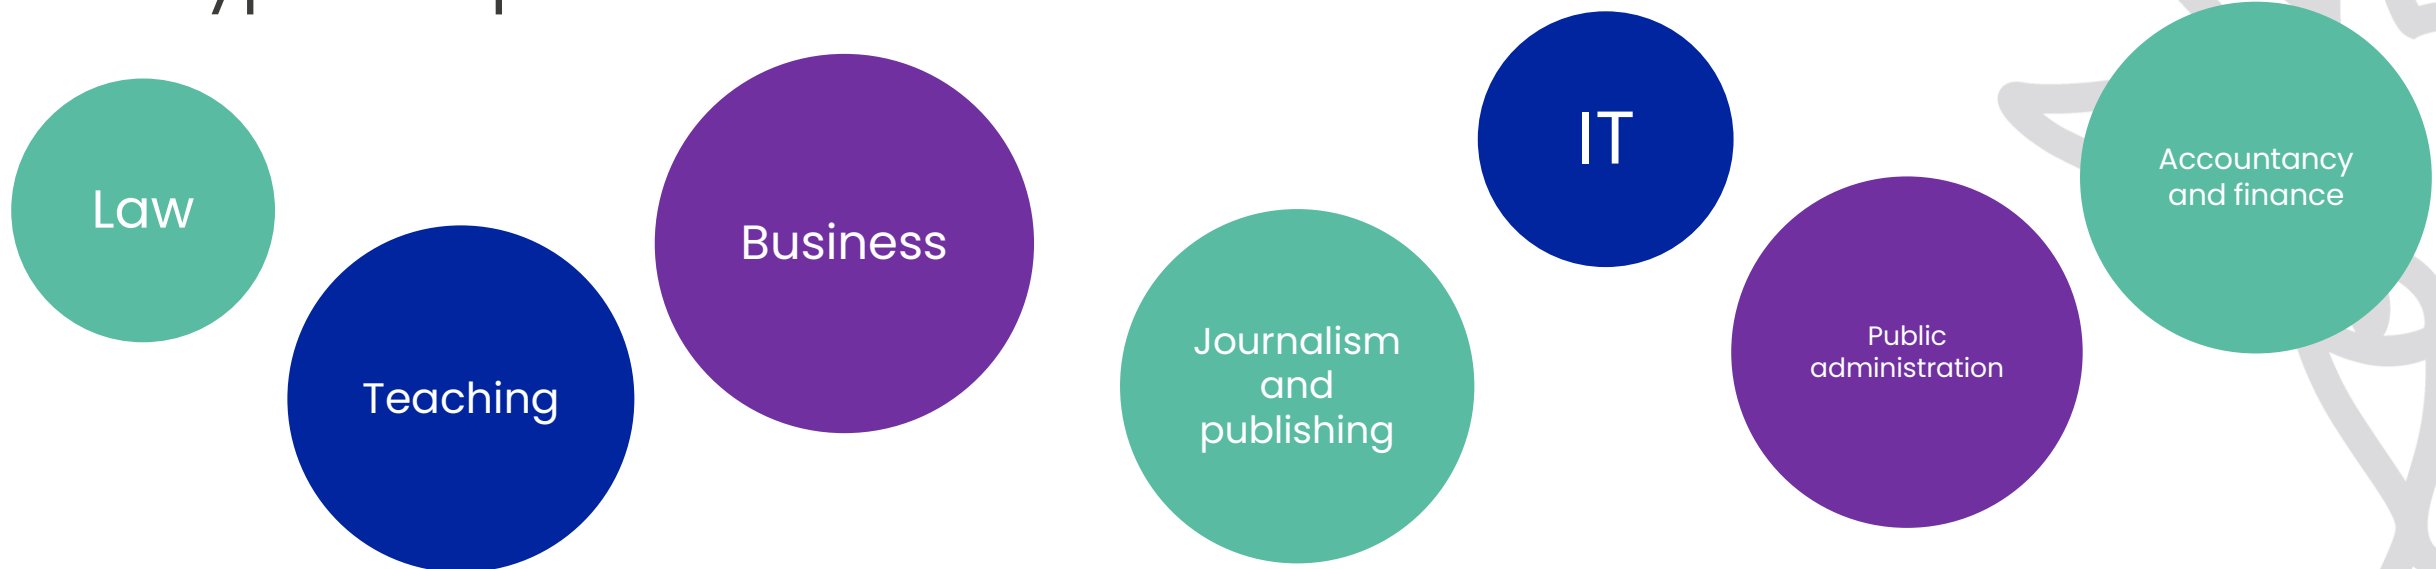 Law
Teaching
Business
Journalism
and
publishing
IT
Public
administration
Accountancy
and finance